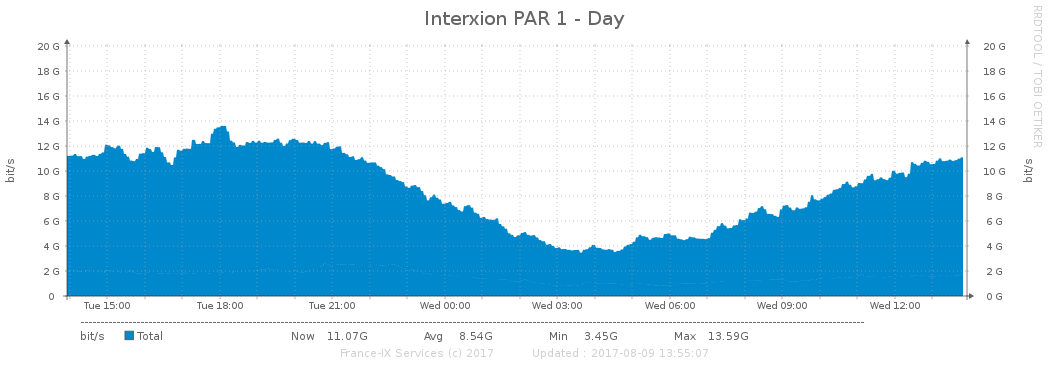 Interxion PAR 1 - Day
RRDTOOL / TOBI OETIKER
bit/s
20 G 20 G
18 G 18 G
16 G 16 G
14 G 14 G
12 G 12 G
10 G 10 G
8 G 8 G
6 G 6 G
4 G 4 G
2 G 2 G
0 0 G
bit/s
Tue 15:00 Tue 18:00 Tue 21:00 Wed 00:00 Wed 03:00 Wed 06:00 Wed 09:00 Wed 12:00
bit/s Total Now 11.07G Avg 8.54G Min 3.45G Max 13.59G
France-IX Services (c) 2017 Updated : 2017-08-09 13:55:07